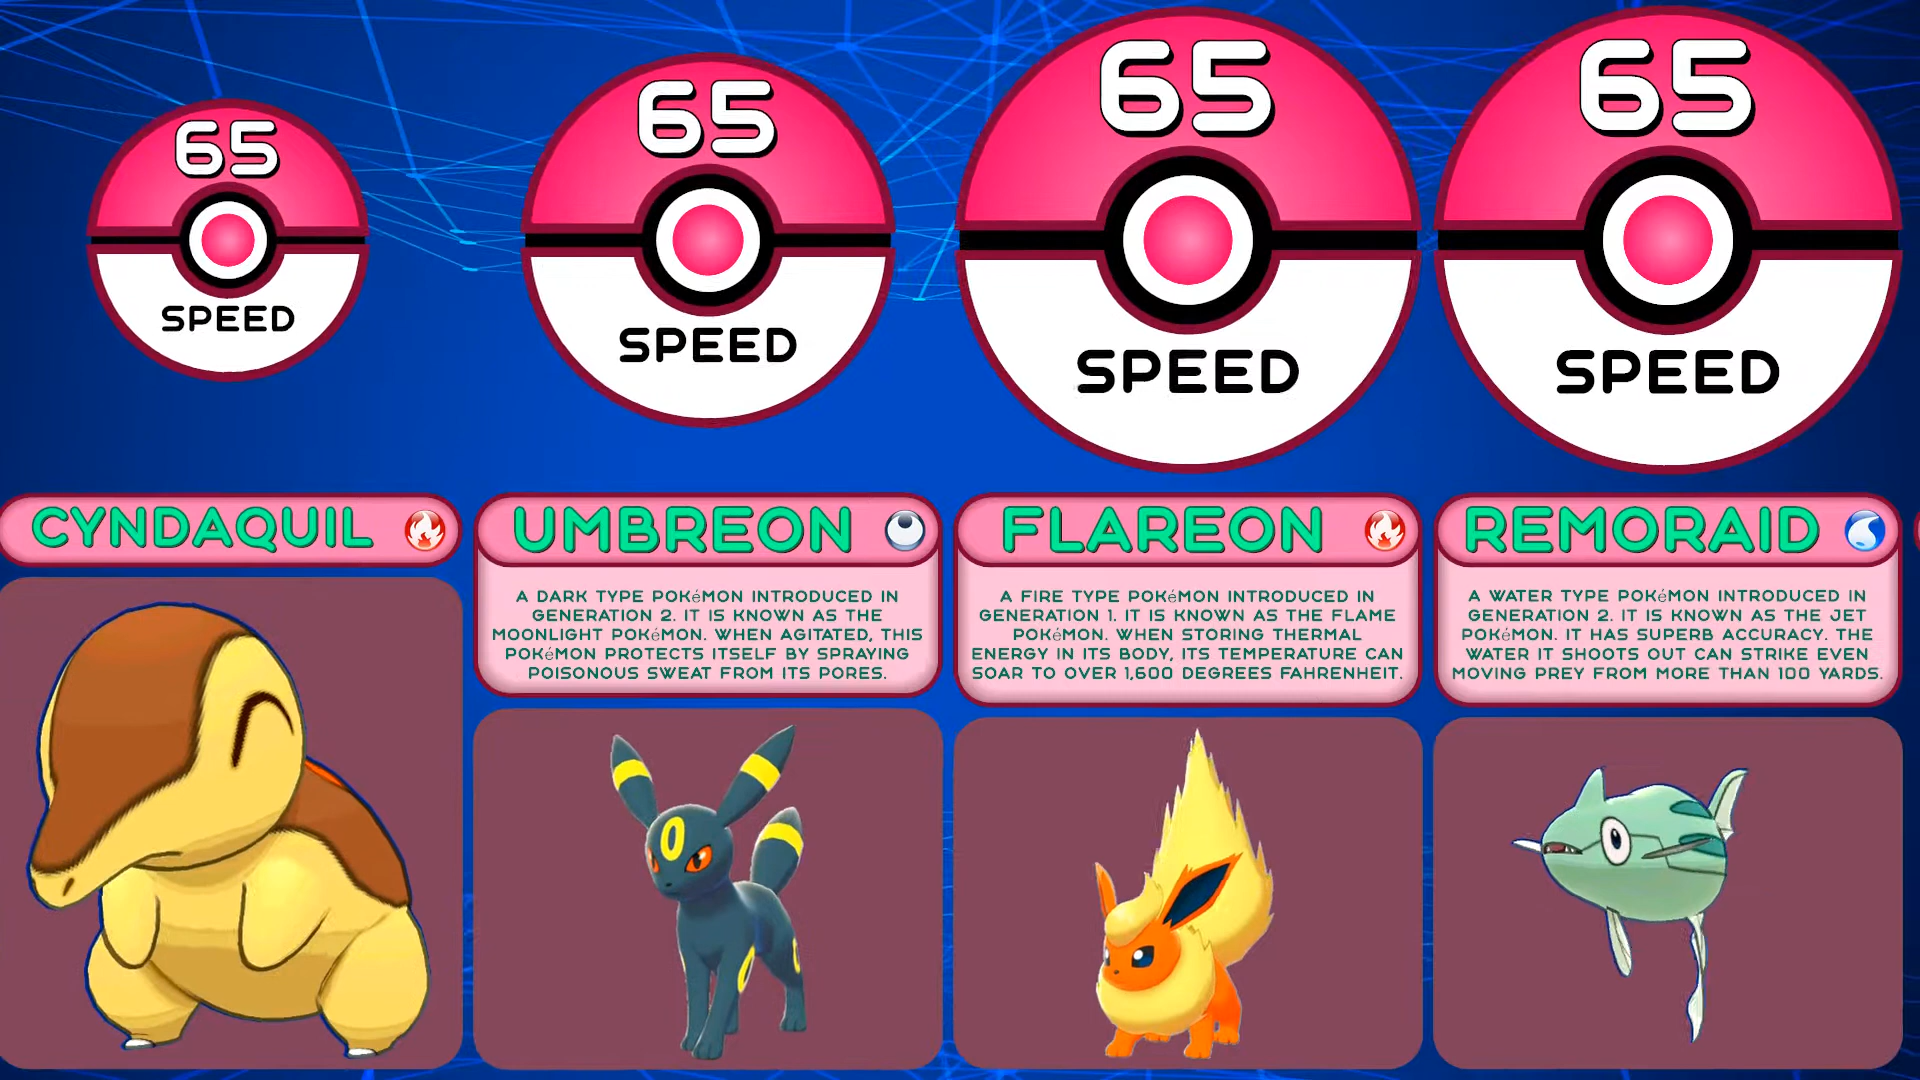 65
SPEED
65
SPEED
65
SPEED
65
SPEED
CYNDAQUIL
UMBREON
A DARK TYPE POKéMON INTRODUCED IN
GENERATION 2. IT IS KNOWN AS THE
MOONLIGHT POKéMON. WHEN AGITATED, THIS
POKéMON PROTECTS ITSELF BY SPRAYING
POISONOUS SWEAT FROM ITS PORES.
FLAREON
A FIRE TYPE POKéMON INTRODUCED IN
GENERATION 1. IT IS KNOWN AS THE FLAME
POKéMON. WHEN STORING THERMAL
ENERGY IN ITS BODY, ITS TEMPERATURE CAN
SOAR TO OVER 1,600 DEGREES FAHRENHEIT.
REMORAID
A WATER TYPE POKéMON INTRODUCED IN
GENERATION 2. IT IS KNOWN AS THE JET
POKéMON. IT HAS SUPERB ACCURACY. THE
WATER IT SHOOTS OUT CAN STRIKE EVEN
MOVING PREY FROM MORE THAN 100 YARDS.